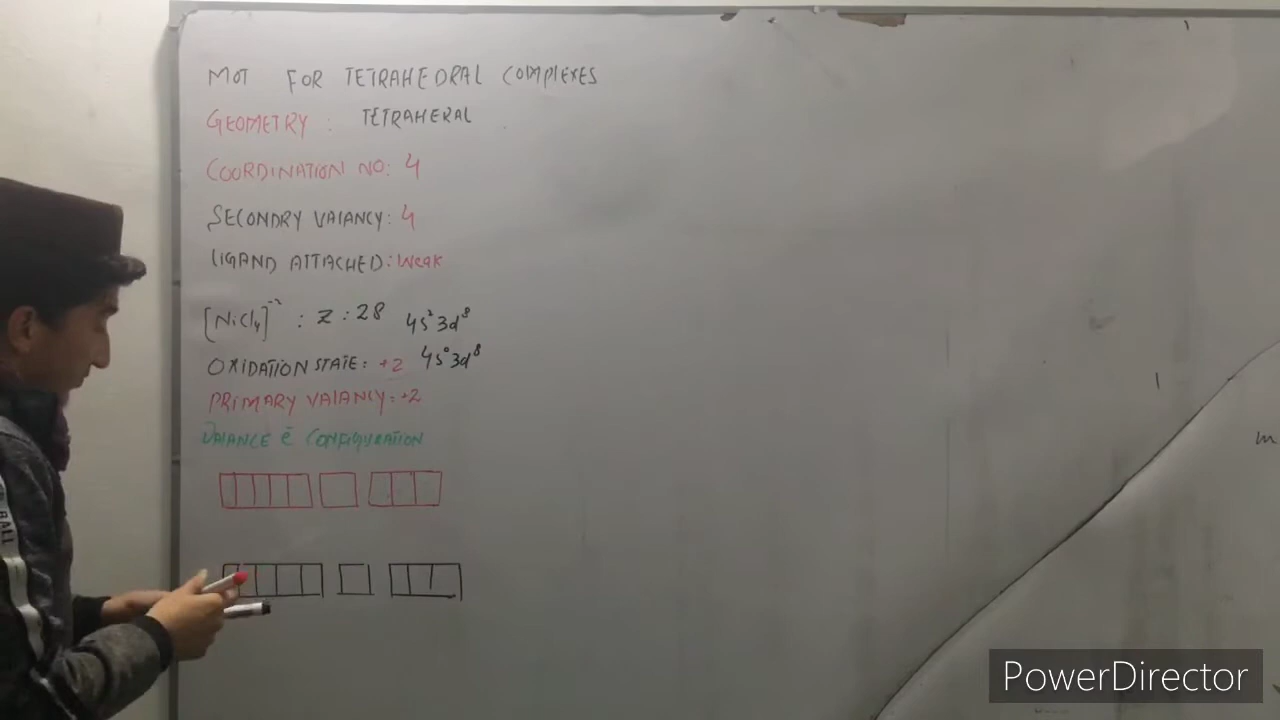 MOT FOR TETRAHEDRAL COMPLEXES
GEOMETRY : TETRAHERAL
COORDINATION NO: 4
SECONDRY VALANCY: 4
LIGAND ATTACHED: Weak
[NiCl4]-2 : Z : 28 4s² 3d⁸
OXIDATION STATE: +2 4s⁰ 3d⁸
PRIMARY VALANCY: +2
VALANCE ē CONFIGURATION
BALL
m
PowerDirector